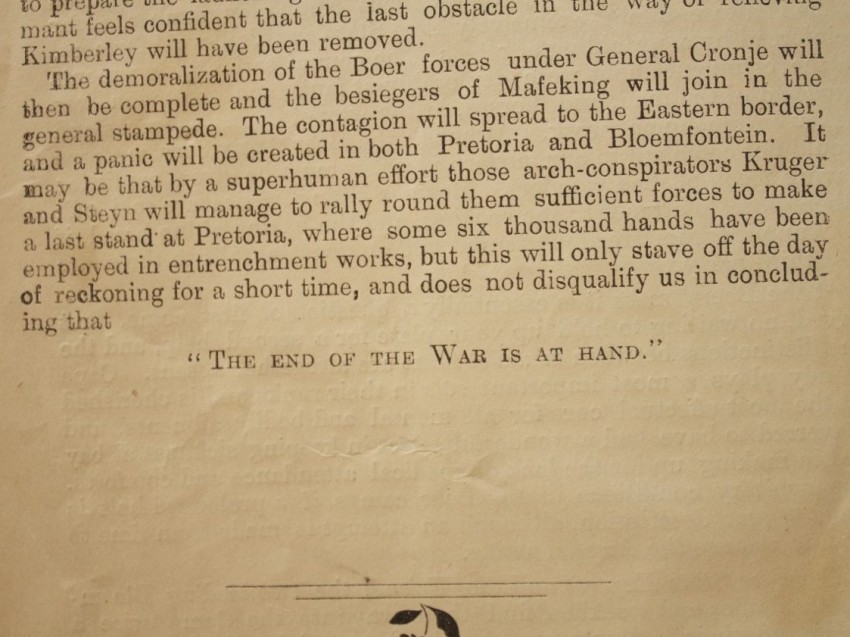 to prepare the
mant feels confident that the last obstacle in the way of relieving
Kimberley will have been removed.
The demoralization of the Boer forces under General Cronje will
then be complete and the besiegers of Mafeking will join in the
general stampede. The contagion will spread to the Eastern border,
and a panic will be created in both Pretoria and Bloemfontein. It
may be that by a superhuman effort those arch-conspirators Kruger
and Steyn will manage to rally round them sufficient forces to make
a last stand at Pretoria, where some six thousand hands have been
employed in entrenchment works, but this will only stave off the day
of reckoning for a short time, and does not disqualify us in conclud-
ing that
“THE END OF THE WAR IS AT HAND.”